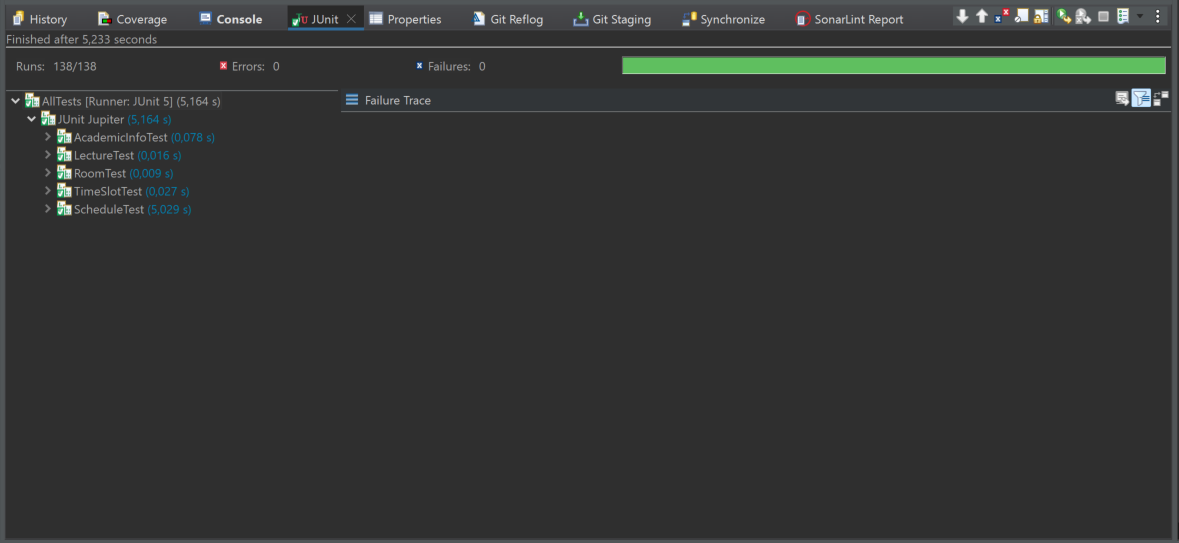 History Coverage Console JUnit Properties Git Reflog Git Staging Synchronize SonarLint Report
Finished after 5,233 seconds
Runs: 138/138 Errors: 0 Failures: 0
AllTests [Runner: JUnit 5] (5,164 s)
Failure Trace
JUnit Jupiter (5,164 s)
AcademicInfoTest (0,078 s)
LectureTest (0,016 s)
RoomTest (0,009 s)
TimeSlotTest (0,027 s)
ScheduleTest (5,029 s)